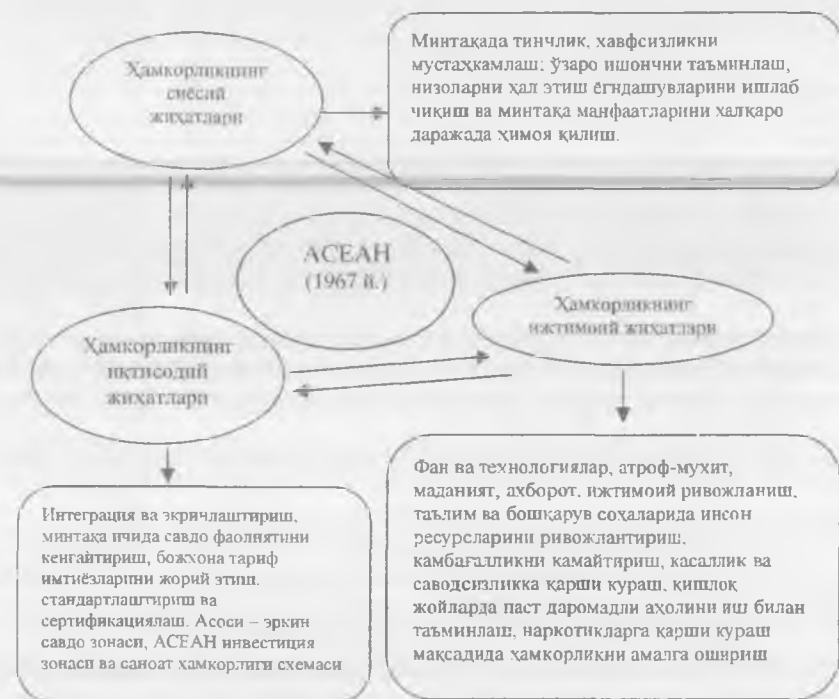 Ҳамкорликнинг
сиёсий
жиҳатлари
Минтақада тинчлик, хавфсизликни
мустаҳкамлаш; ўзаро ишончни таъминлаш,
низоларни ҳал этиш ёгндашувларини ишлаб
чиқиш ва минтақа манфаатларини халқаро
даражада ҳимоя қилиш.
АСЕАН
(1967 й.)
Ҳамкорликнинг
ижтимоий жиҳатлари
Ҳамкорликнинг
иқтисодий
жиҳатлари
Интеграция ва экричлаштириш,
минтақа ичида савдо фаолиятини
кенгайтириш, божхона тариф
имтиёзларини жорий этиш,
стандартлаштириш ва
сертификациялаш. Асоси – эркин
савдо зонаси, АСЕАН инвестиция
зонаси ва саноат ҳамкорлиги схемаси
Фан ва технологиялар, атроф-муҳит,
маданият, ахборот, ижтимоий ривожланиш,
таълим ва бошқарув соҳаларида инсон
ресурсларини ривожлантириш,
камбағалликни камайтириш, касаллик ва
саводсизликка қарши кураш, қишлоқ
жойларда паст даромадли аҳолини иш билан
таъминлаш, наркотикларга қарши кураш
мақсадида ҳамкорликни амалга ошириш